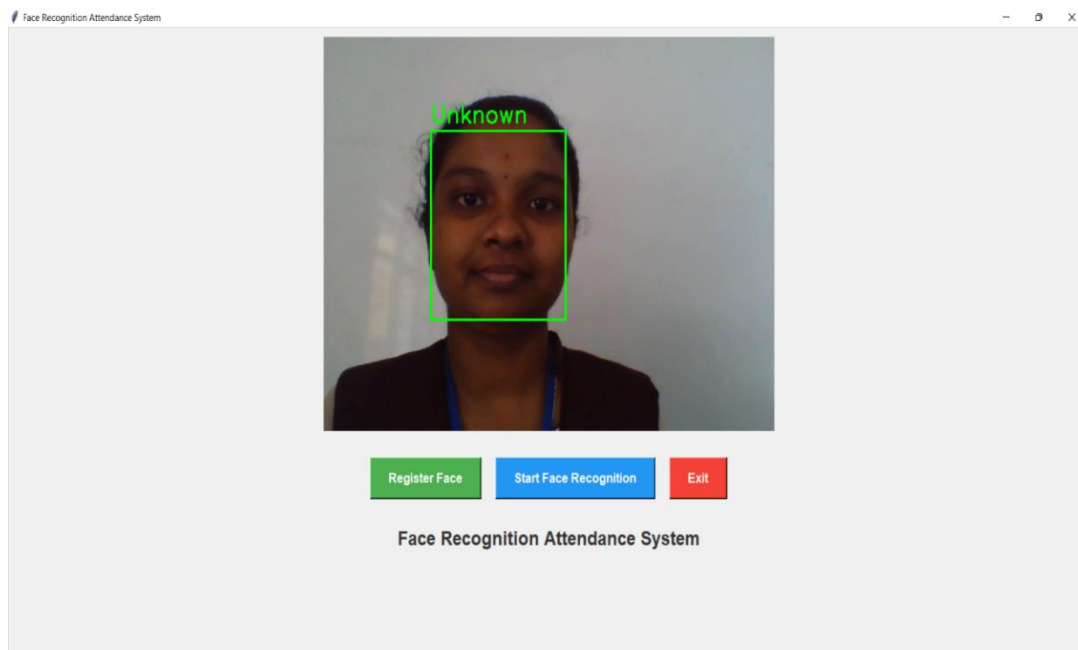 Face Recognition Attendance System
Unknown
Register Face
Start Face Recognition
Exit
Face Recognition Attendance System